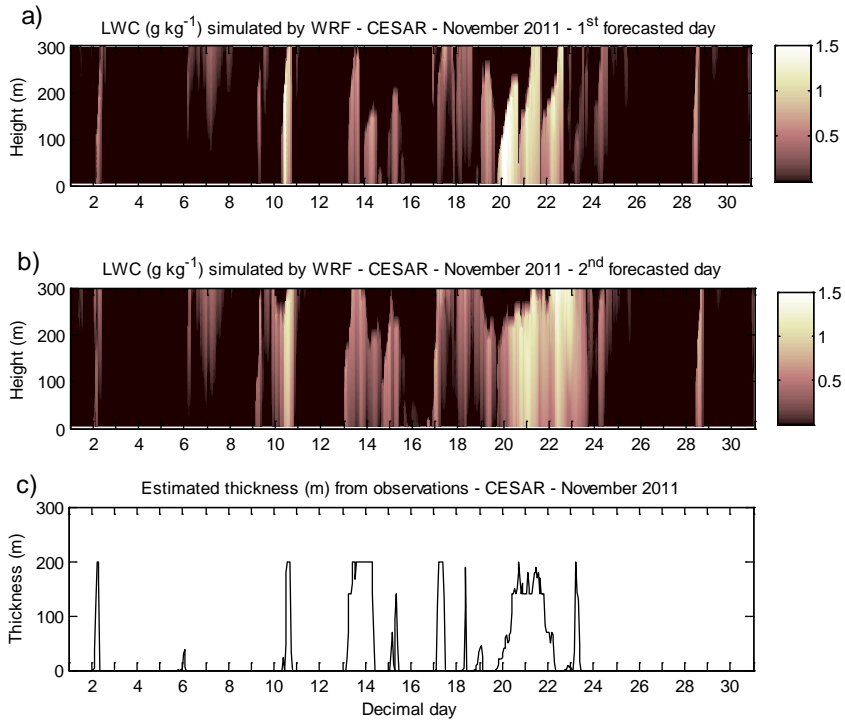 a)
LWC (g kg⁻¹) simulated by WRF - CESAR - November 2011 - 1ˢᵗ forecasted day
Height (m)
300
200
100
0
2 4 6 8 10 12 14 16 18 20 22 24 26 28 30
1.5
1
0.5
b)
LWC (g kg⁻¹) simulated by WRF - CESAR - November 2011 - 2ⁿᵈ forecasted day
Height (m)
300
200
100
0
2 4 6 8 10 12 14 16 18 20 22 24 26 28 30
1.5
1
0.5
c)
Estimated thickness (m) from observations - CESAR - November 2011
Thickness (m)
300
200
100
0
2 4 6 8 10 12 14 16 18 20 22 24 26 28 30
Decimal day